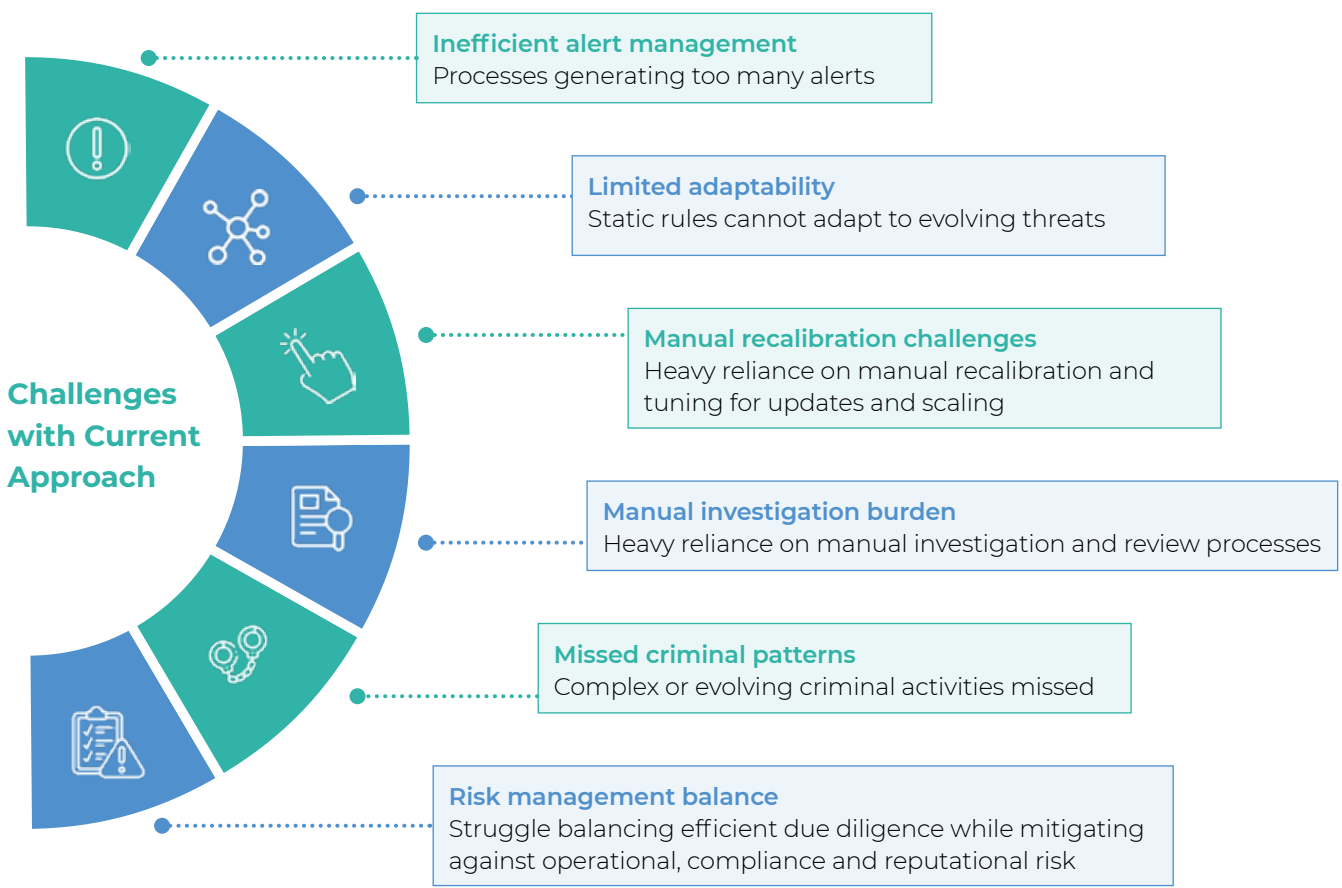 Inefficient alert management
Processes generating too many alerts
Limited adaptability
Static rules cannot adapt to evolving threats
Manual recalibration challenges
Heavy reliance on manual recalibration and
tuning for updates and scaling
Challenges
with Current
Approach
Manual investigation burden
Heavy reliance on manual investigation and review processes
Missed criminal patterns
Complex or evolving criminal activities missed
Risk management balance
Struggle balancing efficient due diligence while mitigating
against operational, compliance and reputational risk